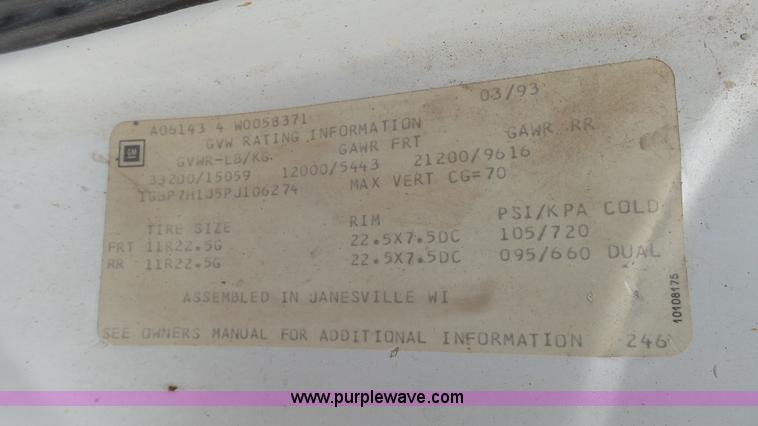 03/93
A06143 4 W0058371
GVW RATING INFORMATION
GM
GVWR-LB/KG GAWR FRT GAWR RR
33200/15059 12000/5443 21200/9616
1GBP7H1J5PJ106274 MAX VERT CG=70
TIRE SIZE RIM PSI/KPA COLD
FRT 11R22.5G 22.5X7.5DC 105/720
RR 11R22.5G 22.5X7.5DC 095/660 DUAL
ASSEMBLED IN JANESVILLE WI
10108175
SEE OWNERS MANUAL FOR ADDITIONAL INFORMATION 246
www.purplewave.com